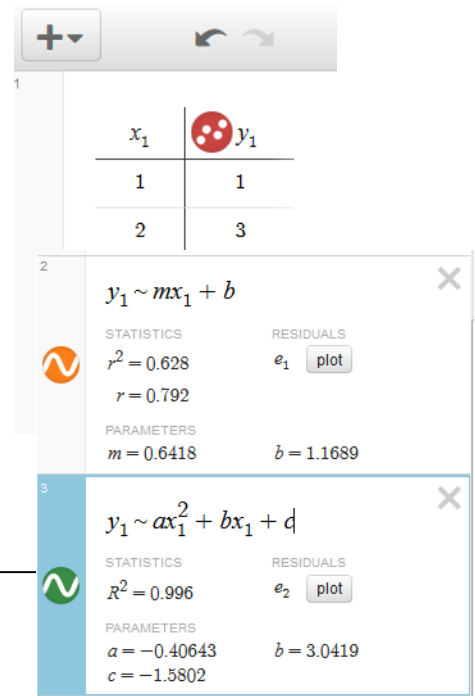 1
x₁ y₁
1 1
2 3
2
y₁ ~ mx₁ + b
STATISTICS RESIDUALS
r² = 0.628 e₁ plot
r = 0.792
PARAMETERS
m = 0.6418 b = 1.1689
3
y₁ ~ ax₁² + bx₁ + c
STATISTICS RESIDUALS
R² = 0.996 e₂ plot
PARAMETERS
a = −0.40643 b = 3.0419
c = −1.5802